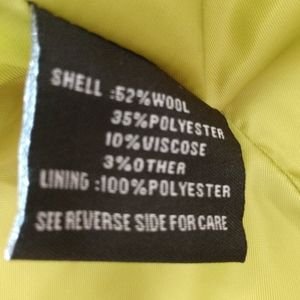 SHELL :52%WOOL
35%POLYESTER
10%VISCOSE
3%OTHER
LINING :100%POLYESTER
SEE REVERSE SIDE FOR CARE